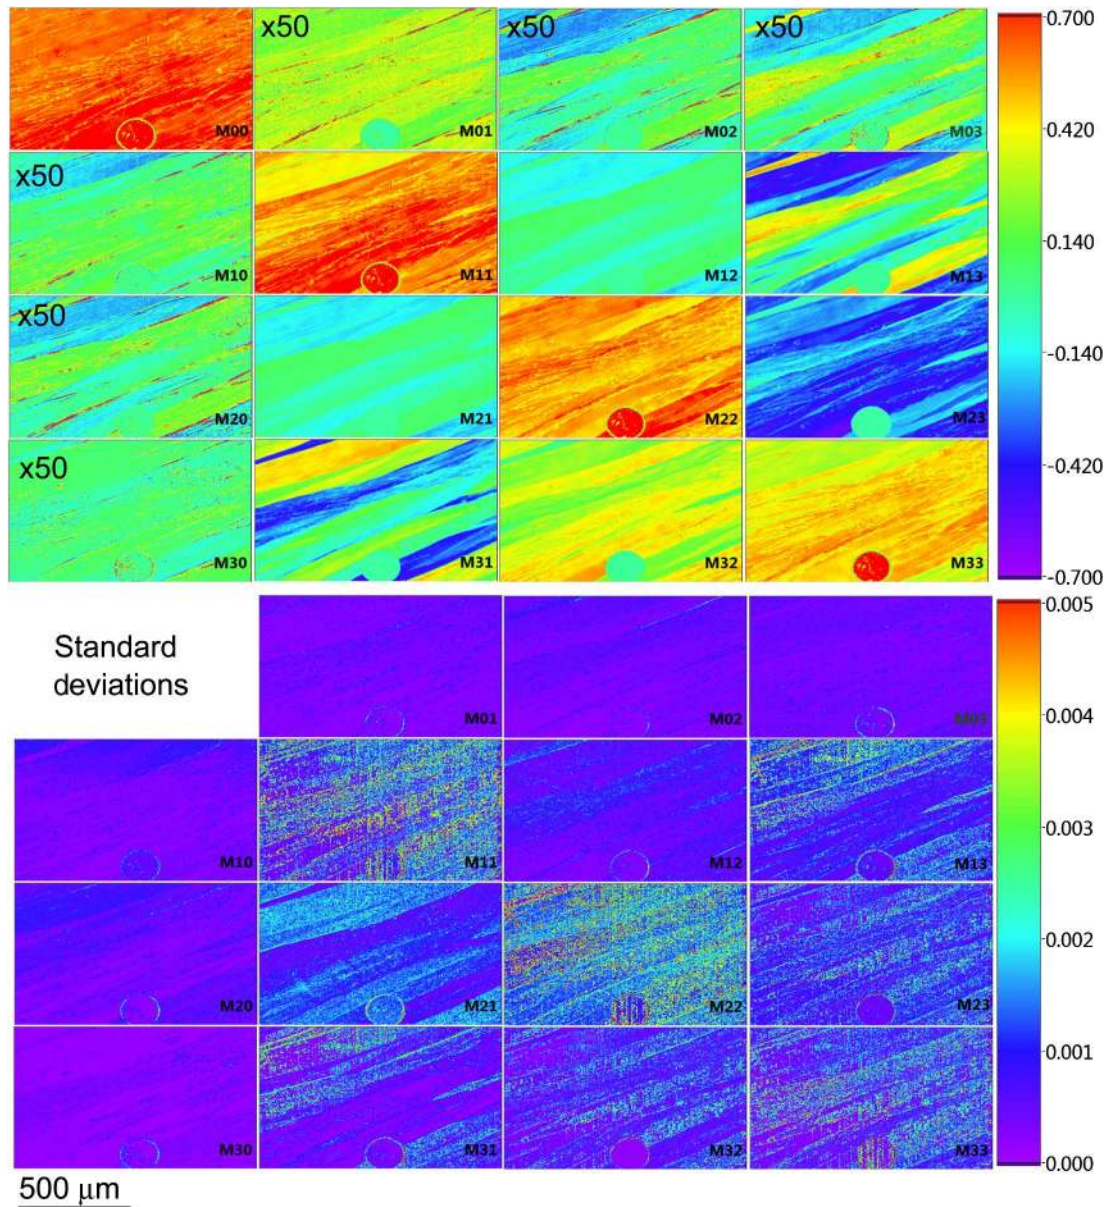 x50 x50 x50 0.700
M00 M01 M02 M03 0.420
x50
M10 M11 M12 M13 0.140
x50
M20 M21 M22 M23 -0.140
x50
M30 M31 M32 M33 -0.420
-0.700
0.005
Standard
deviations
M01 M02 M03 0.004
M10 M11 M12 M13 0.003
M20 M21 M22 M23 0.002
0.001
M30 M31 M32 M33 0.000
500 μm